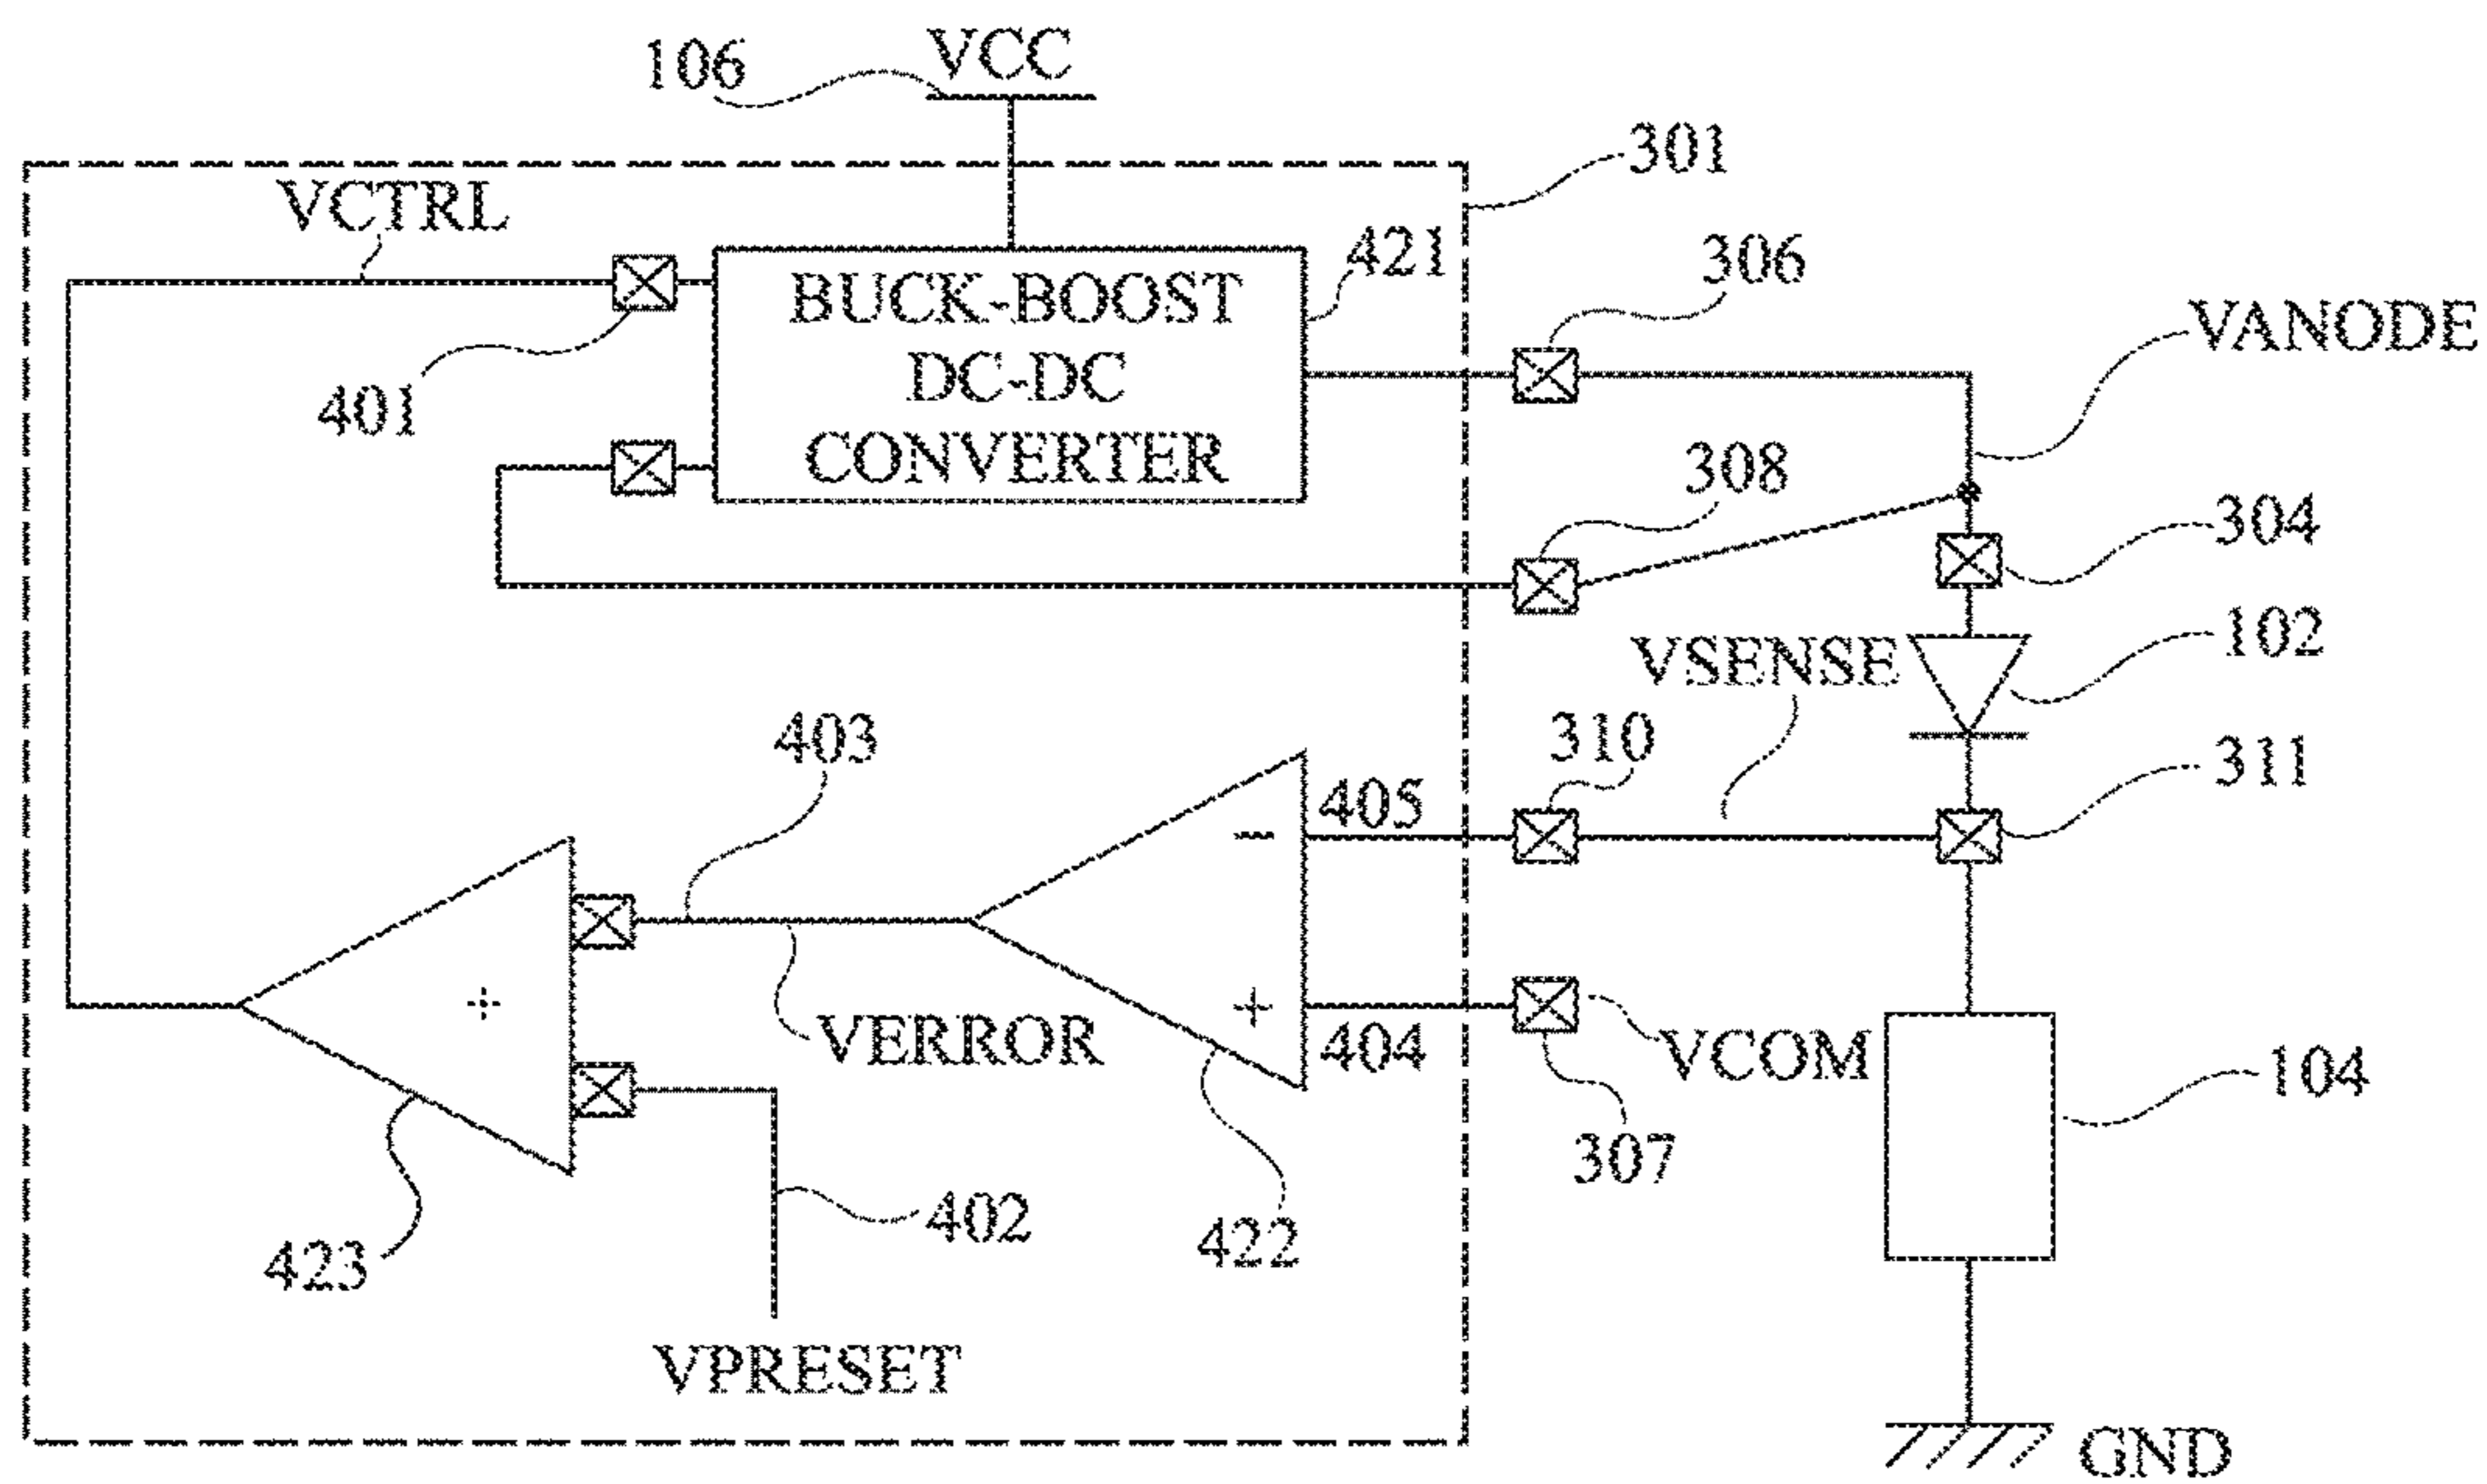 106
VCC
301
VCTRL
421
306
BUCK-BOOST
DC-DC
CONVERTER
VANODE
401
308
304
102
VSENSE
403
310
311
405
−
+
+
404
VERROR
VCOM
104
307
402
422
423
VPRESET
GND